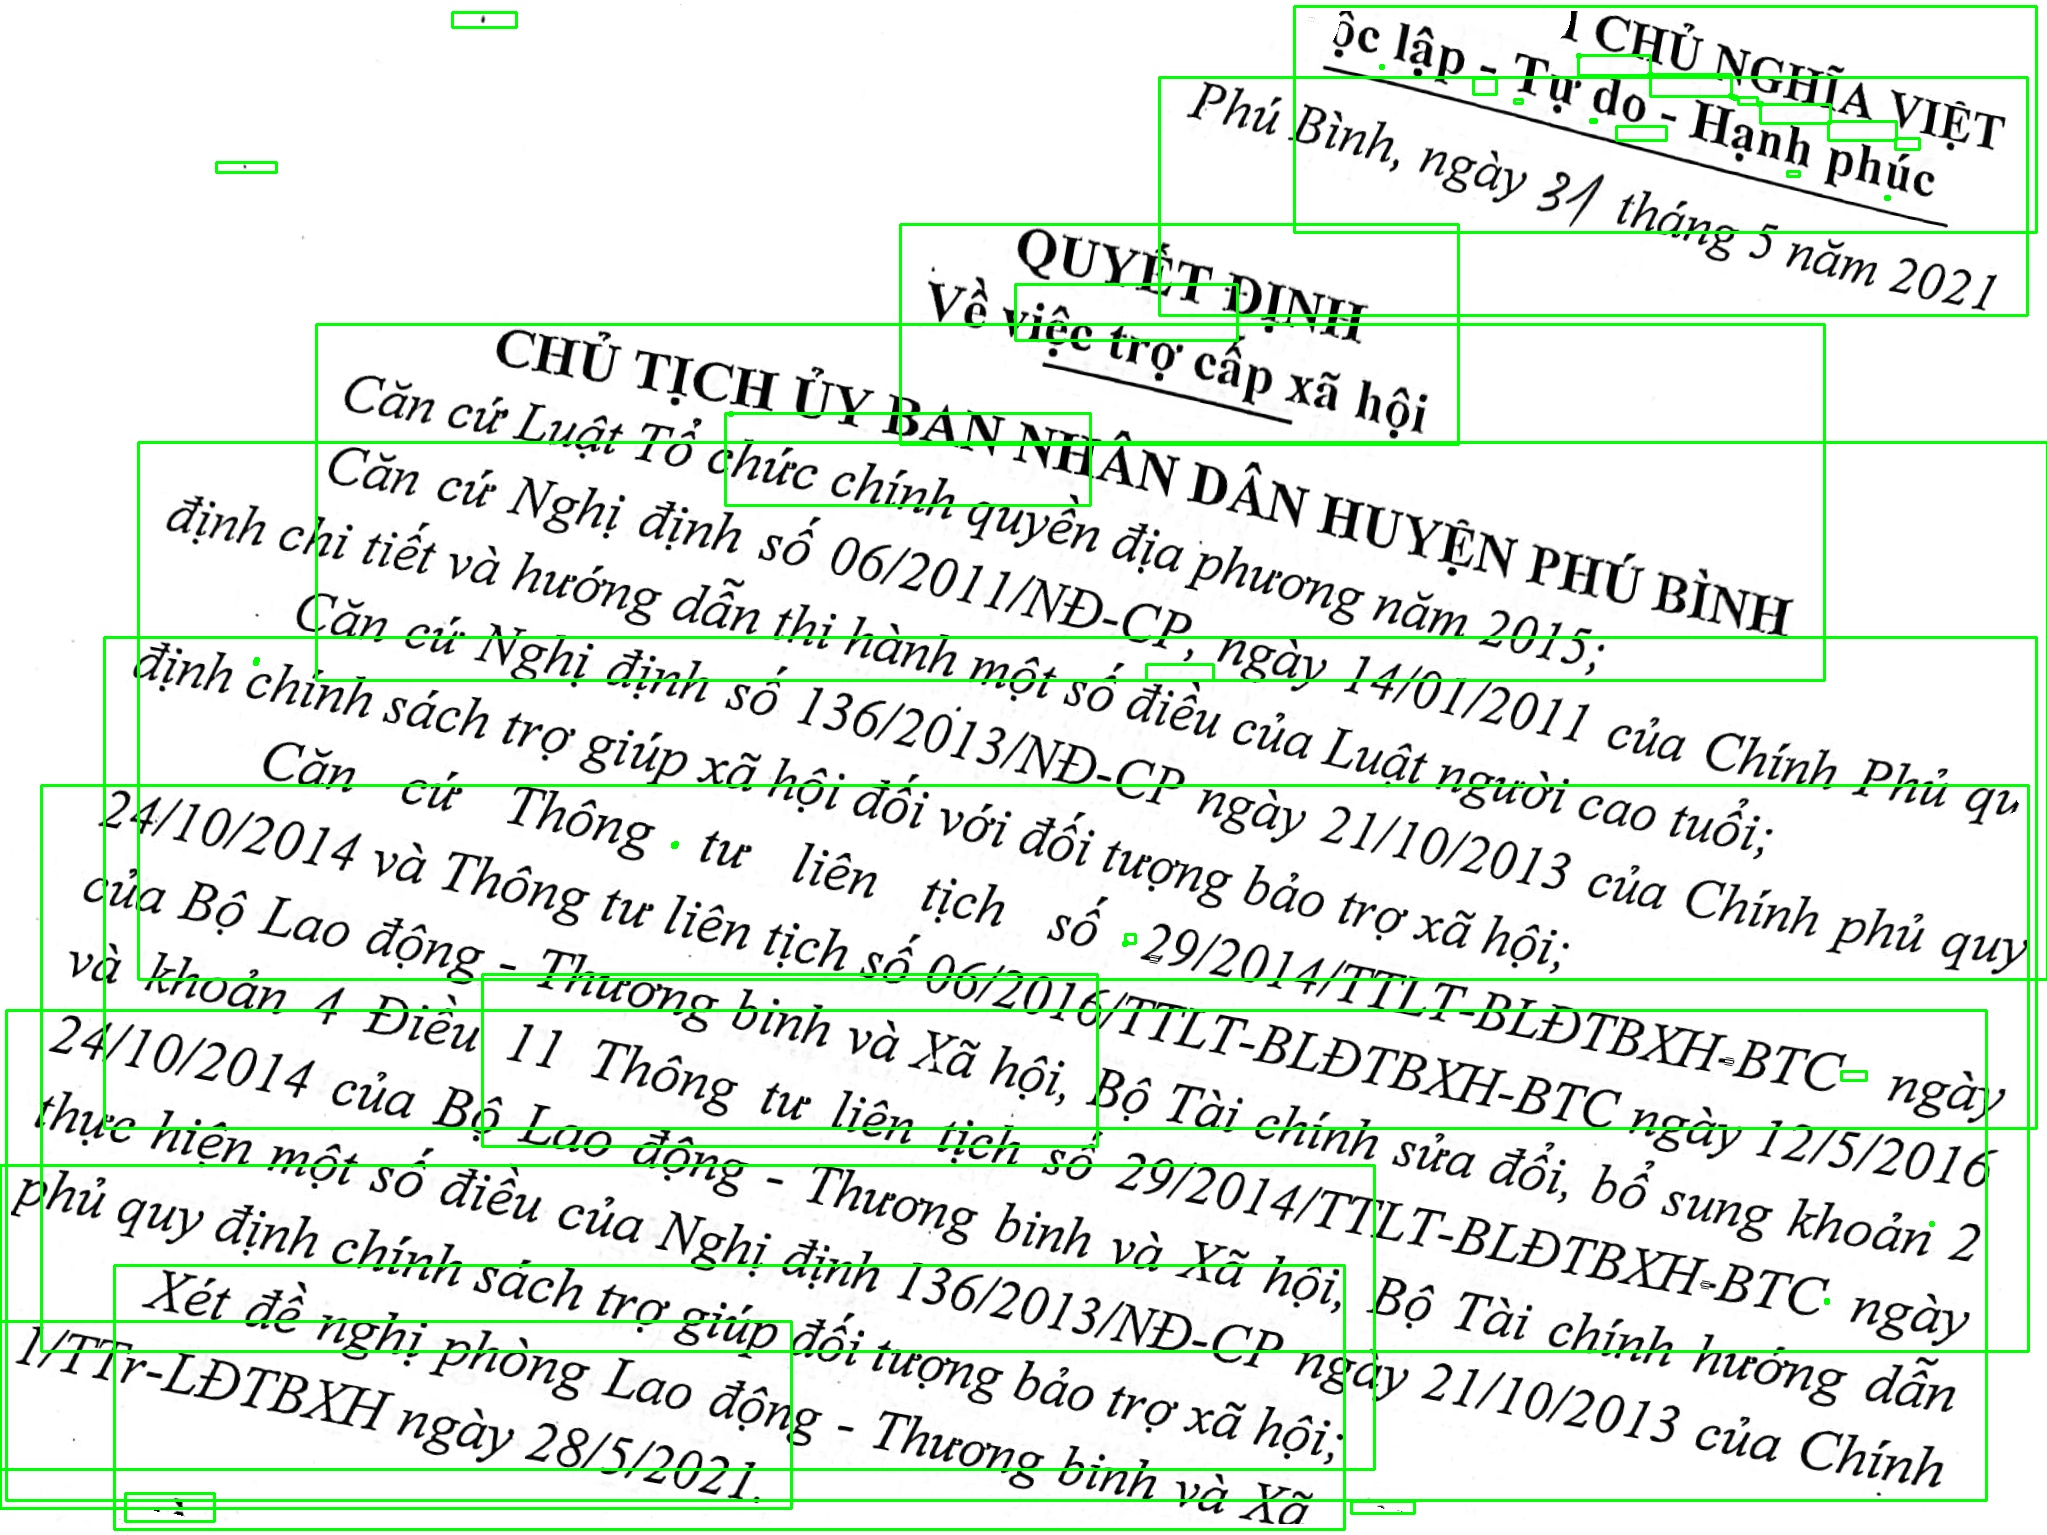 I CHỦ NGHĨA VIỆT
ộc lập - Tự do - Hạnh phúc
Phú Bình, ngày 31 tháng 5 năm 2021
QUYẾT ĐỊNH
Về việc trợ cấp xã hội
CHỦ TỊCH ỦY BAN NHÂN DÂN HUYỆN PHÚ BÌNH
Căn cứ Luật Tổ chức chính quyền địa phương năm 2015;
Căn cứ Nghị định số 06/2011/NĐ-CP, ngày 14/01/2011 của Chính Phủ qu
định chi tiết và hướng dẫn thi hành một số điều của Luật người cao tuổi;
Căn cứ Nghị định số 136/2013/NĐ-CP ngày 21/10/2013 của Chính phủ quy
định chính sách trợ giúp xã hội đối với đối tượng bảo trợ xã hội;
Căn cứ Thông tư liên tịch số 29/2014/TTLT-BLĐTBXH-BTC ngày
24/10/2014 và Thông tư liên tịch số 06/2016/TTLT-BLĐTBXH-BTC ngày 12/5/2016
của Bộ Lao động - Thương binh và Xã hội, Bộ Tài chính sửa đổi, bổ sung khoản 2
và khoản 4 Điều 11 Thông tư liên tịch số 29/2014/TTLT-BLĐTBXH-BTC ngày
24/10/2014 của Bộ Lao động - Thương binh và Xã hội, Bộ Tài chính hướng dẫn
thực hiện một số điều của Nghị định 136/2013/NĐ-CP ngày 21/10/2013 của Chính
phủ quy định chính sách trợ giúp đối tượng bảo trợ xã hội;
Xét đề nghị phòng Lao động - Thương binh và Xã
1/TTr-LĐTBXH ngày 28/5/2021.